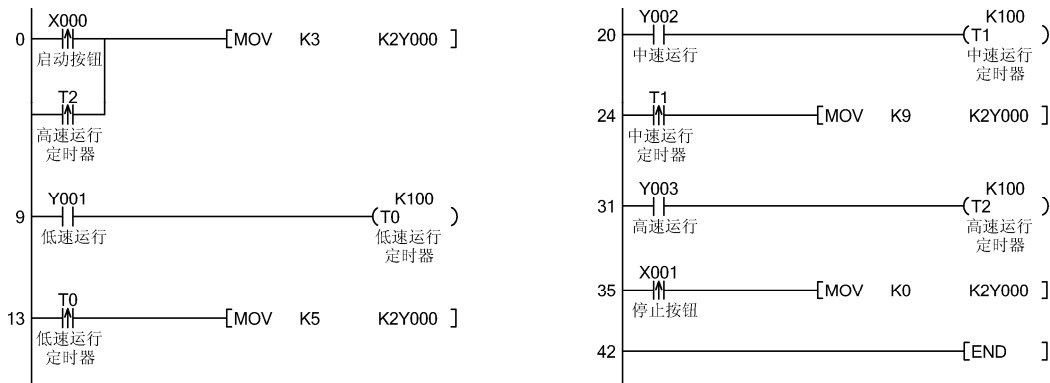 X000
0 [MOV K3 K2Y000 ]
启动按钮
T2
高速运行
定时器
Y001 K100
9 (T0 )
低速运行 低速运行
定时器
T0
13 [MOV K5 K2Y000 ]
低速运行
定时器
Y002 K100
20 (T1 )
中速运行 中速运行
定时器
T1
24 [MOV K9 K2Y000 ]
中速运行
定时器
Y003 K100
31 (T2 )
高速运行 高速运行
定时器
X001
35 [MOV K0 K2Y000 ]
停止按钮
42 [END ]